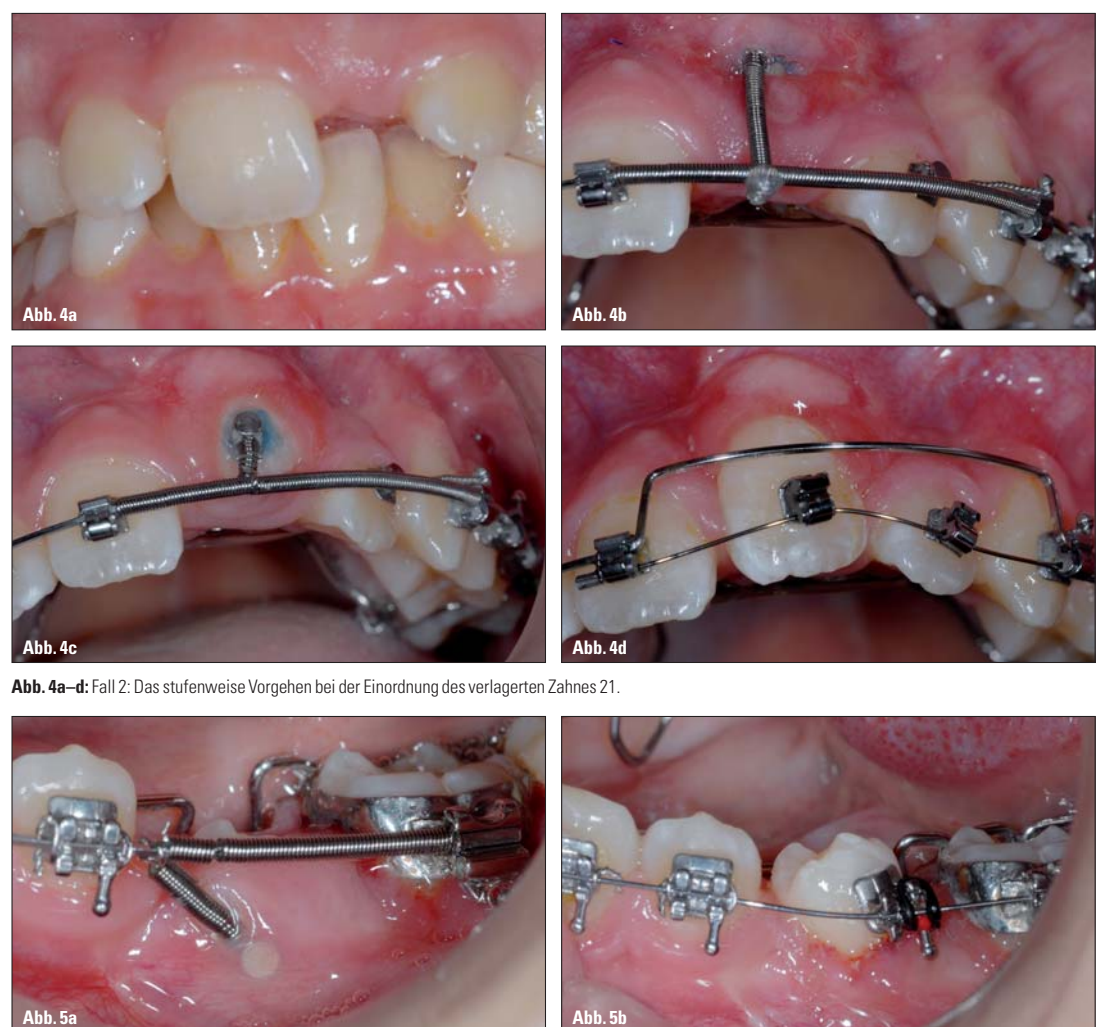 Abb. 4a
Abb. 4b
Abb. 4c
Abb. 4d
Abb. 4a–d: Fall 2: Das stufenweise Vorgehen bei der Einordnung des verlagerten Zahnes 21.
Abb. 5a
Abb. 5b